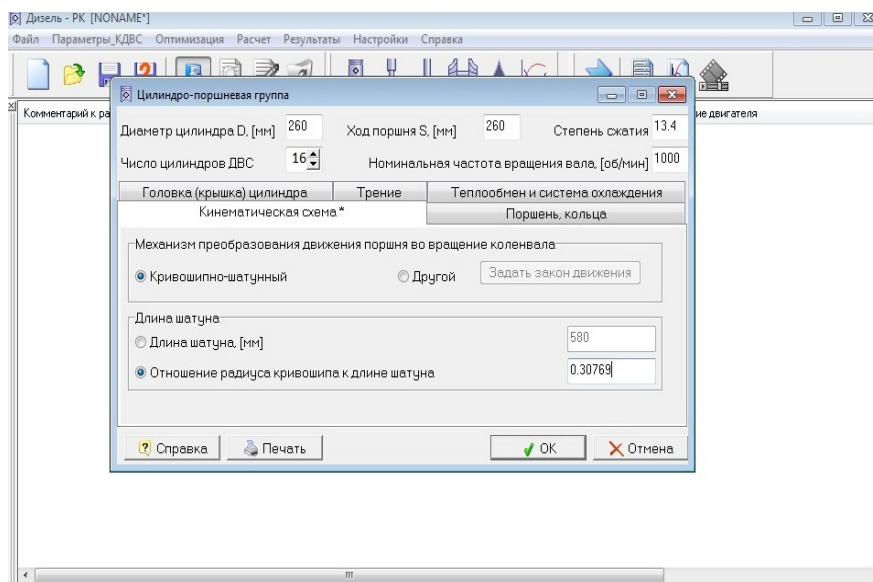 Дизель - РК [NONAME*]
Файл Параметры_КДВС Оптимизация Расчет Результаты Настройки Справка
Цилиндро-поршневая группа
Комментарий к ра
ие двигателя
Диаметр цилиндра D, [мм] 260 Ход поршня S, [мм] 260 Степень сжатия 13.4
Число цилиндров ДВС 16 Номинальная частота вращения вала, [об/мин] 1000
Головка (крышка) цилиндра Трение Теплообмен и система охлаждения
Кинематическая схема* Поршень, кольца
Механизм преобразования движения поршня во вращение коленвала
Кривошипно-шатунный Другой Задать закон движения
Длина шатуна
Длина шатуна, [мм] 580
Отношение радиуса кривошипа к длине шатуна 0.30769
Справка Печать OK Отмена